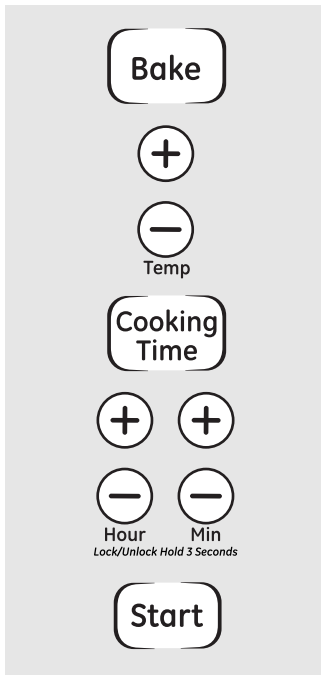 Bake
+
−
Temp
Cooking
Time
+ +
− −
Hour Min
Lock/Unlock Hold 3 Seconds
Start